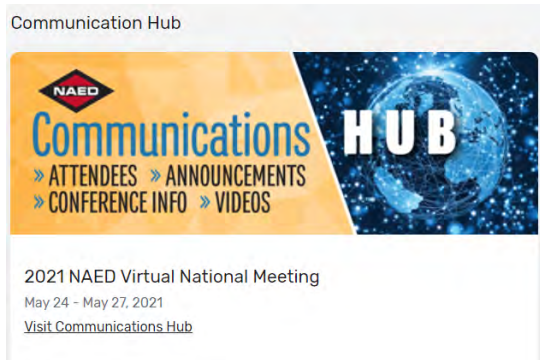 Communication Hub
NAED
Communications
» ATTENDEES » ANNOUNCEMENTS
» CONFERENCE INFO » VIDEOS
HUB
2021 NAED Virtual National Meeting
May 24 - May 27, 2021
Visit Communications Hub